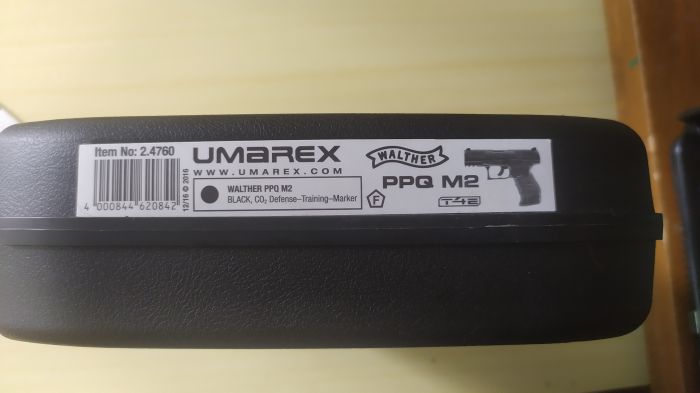 Item No: 2.4760
4 000844 620842
12/16 © 2016
UMAREX
WWW.UMAREX.COM
WALTHER PPQ M2
BLACK, CO₂ Defense-Training-Marker
WALTHER
PPQ M2
F
T4E